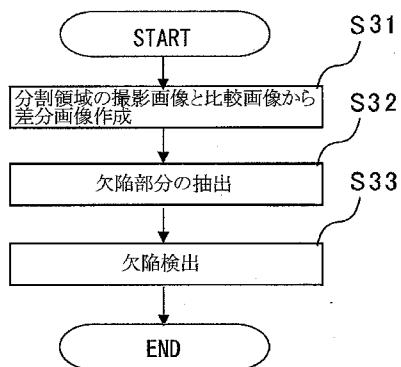 START
S31
分割領域の撮影画像と比較画像から
差分画像作成
S32
欠陥部分の抽出
S33
欠陥検出
END